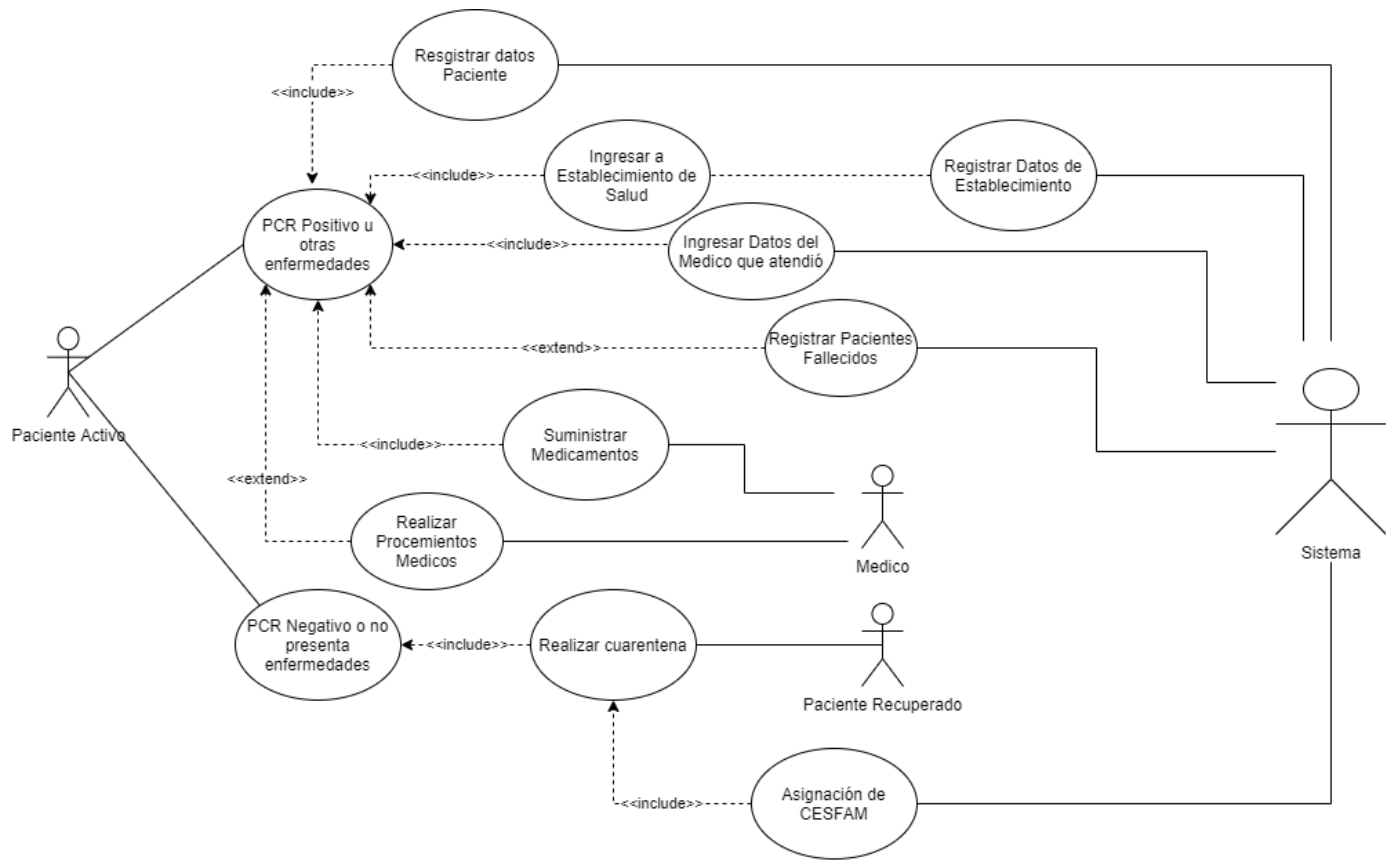 Resgistrar datos
Paciente
<<include>>
Ingresar a
Establecimiento de
Salud
<<include>>
Registrar Datos de
Establecimiento
PCR Positivo u
otras
enfermedades
<<include>>
Ingresar Datos del
Medico que atendió
<<extend>>
Registrar Pacientes
Fallecidos
Paciente Activo
<<include>>
Suministrar
Medicamentos
<<extend>>
Realizar
Procemientos
Medicos
Medico
Sistema
PCR Negativo o no
presenta
enfermedades
<<include>>
Realizar cuarentena
Paciente Recuperado
<<include>>
Asignación de
CESFAM